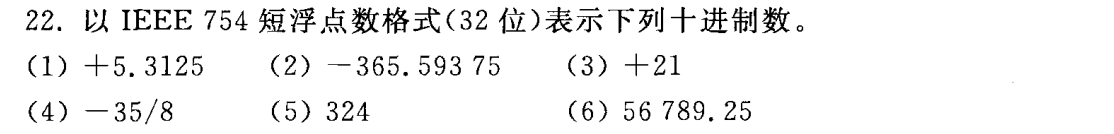 22. 以 IEEE 754 短浮点数格式(32 位)表示下列十进制数。
(1) +5.3125 (2) −365.593 75 (3) +21
(4) −35/8 (5) 324 (6) 56 789.25